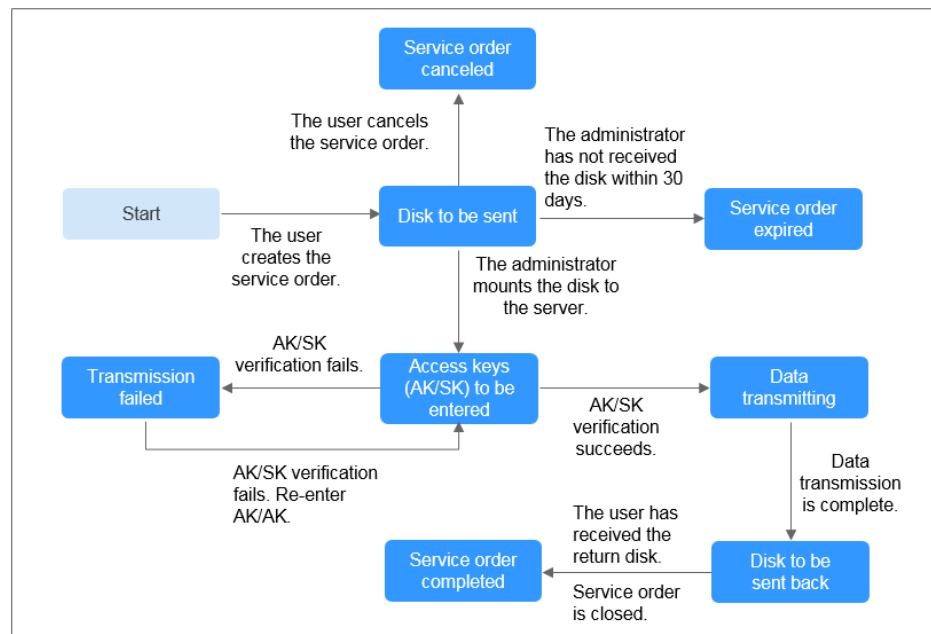 Service order
canceled
The user cancels
the service order.
The administrator
has not received
the disk within 30
days.
Start
Disk to be sent
Service order
expired
The user
creates the
service order.
The administrator
mounts the disk to
the server.
AK/SK
verification fails.
Transmission
failed
Access keys
(AK/SK) to be
entered
Data
transmitting
AK/SK
verification
succeeds.
AK/SK verification
fails. Re-enter
AK/AK.
Data
transmission
is complete.
The user has
received the
return disk.
Service order
completed
Disk to be
sent back
Service order
is closed.